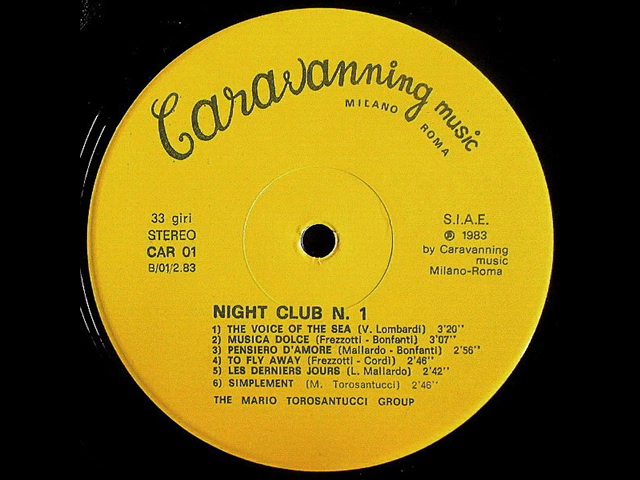 Caravanning music
MILANO ROMA
33 giri
STEREO
CAR 01
B/01/2.83
S.I.A.E.
℗ 1983
by Caravanning
music
Milano-Roma
NIGHT CLUB N. 1
1) THE VOICE OF THE SEA (V. Lombardi) 3'20''
2) MUSICA DOLCE (Frezzotti - Bonfanti) 3'07''
3) PENSIERO D'AMORE (Mallardo - Bonfanti) 2'56''
4) TO FLY AWAY (Frezzotti - Cordi) 2'46''
5) LES DERNIERS JOURS (L. Mallardo) 2'42''
6) SIMPLEMENT (M. Torosantucci) 2'46''
THE MARIO TOROSANTUCCI GROUP